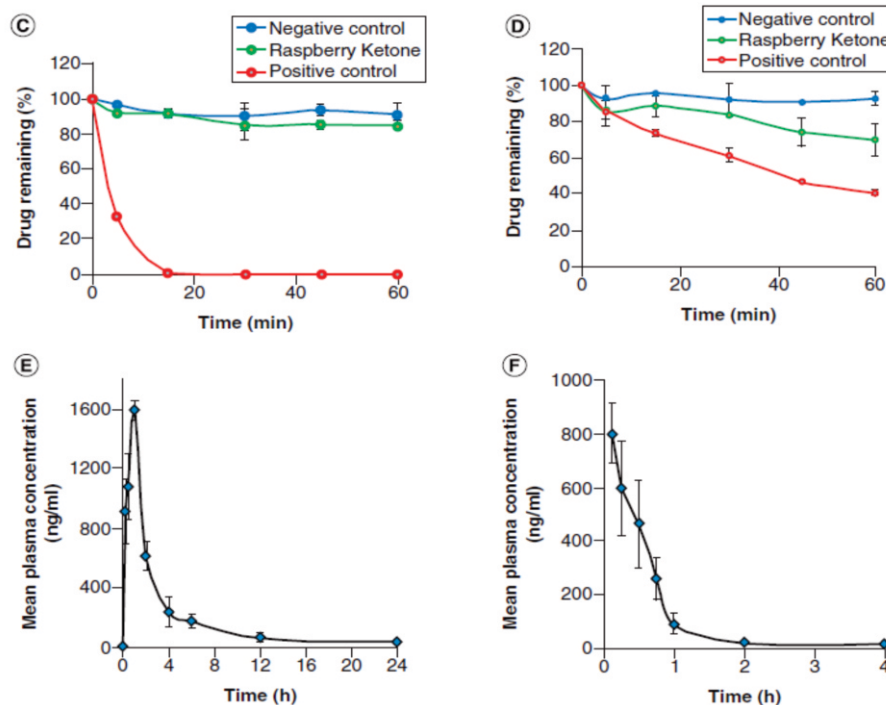 C
Negative control
Raspberry Ketone
Positive control
120
100
80
60
40
20
0
Drug remaining (%)
0 20 40 60
Time (min)
D
Negative control
Raspberry Ketone
Positive control
120
100
80
60
40
20
0
Drug remaining (%)
0 20 40 60
Time (min)
E
1600
1200
800
400
0
Mean plasma concentration
(ng/ml)
0 4 8 12 16 20 24
Time (h)
F
1000
800
600
400
200
0
Mean plasma concentration
(ng/ml)
0 1 2 3 4
Time (h)